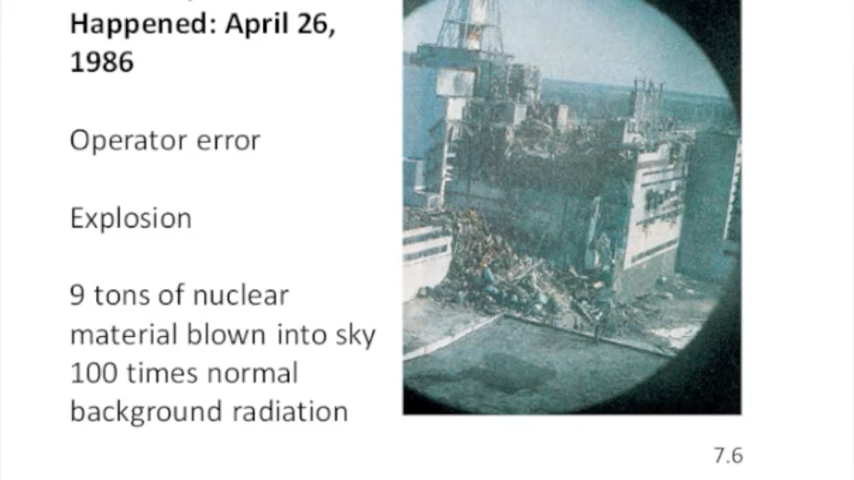 Happened: April 26,
1986
Operator error
Explosion
9 tons of nuclear
material blown into sky
100 times normal
background radiation
7.6